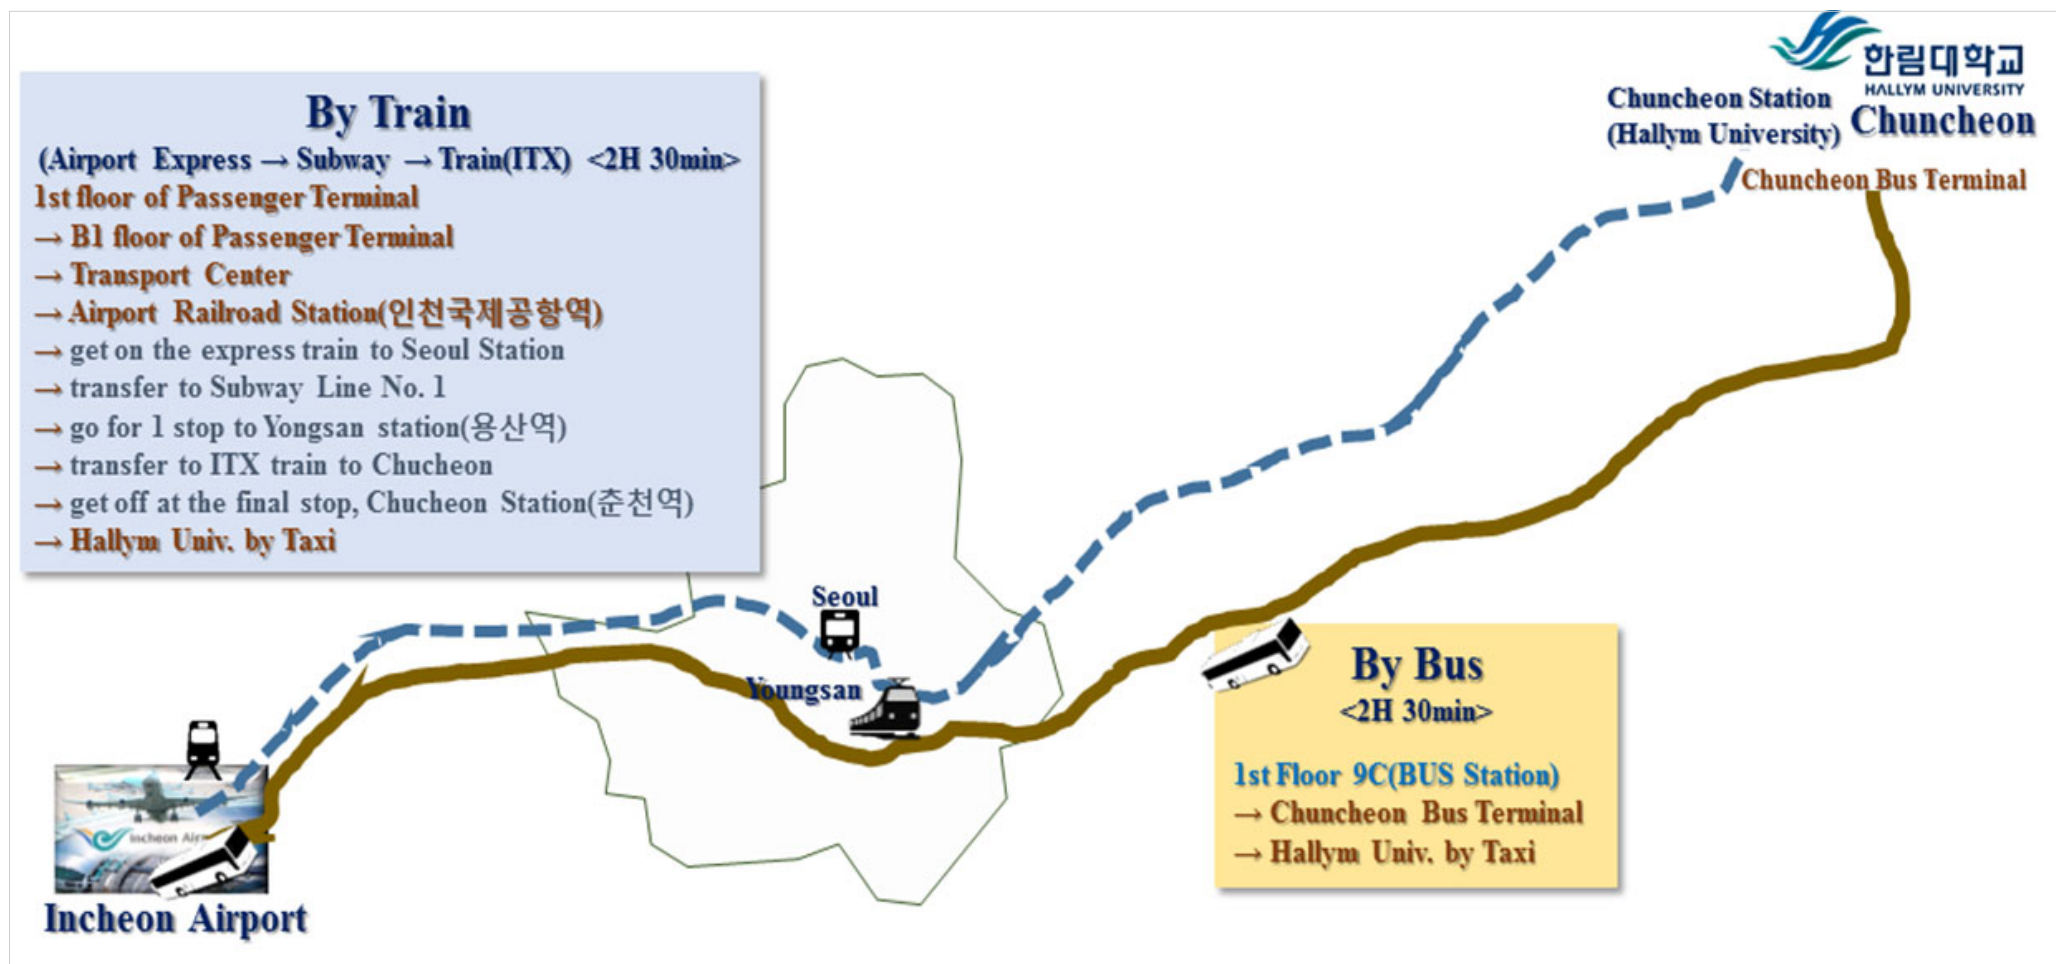 By Train
(Airport Express → Subway → Train(ITX) <2H 30min>
1st floor of Passenger Terminal
→ B1 floor of Passenger Terminal
→ Transport Center
→ Airport Railroad Station(인천국제공항역)
→ get on the express train to Seoul Station
→ transfer to Subway Line No. 1
→ go for 1 stop to Yongsan station(용산역)
→ transfer to ITX train to Chucheon
→ get off at the final stop, Chucheon Station(춘천역)
→ Hallym Univ. by Taxi
한림대학교
HALLYM UNIVERSITY
Chuncheon Station
(Hallym University)
Chuncheon
Chuncheon Bus Terminal
Seoul
Youngsan
By Bus
<2H 30min>
1st Floor 9C(BUS Station)
→ Chuncheon Bus Terminal
→ Hallym Univ. by Taxi
Incheon
Incheon Airport